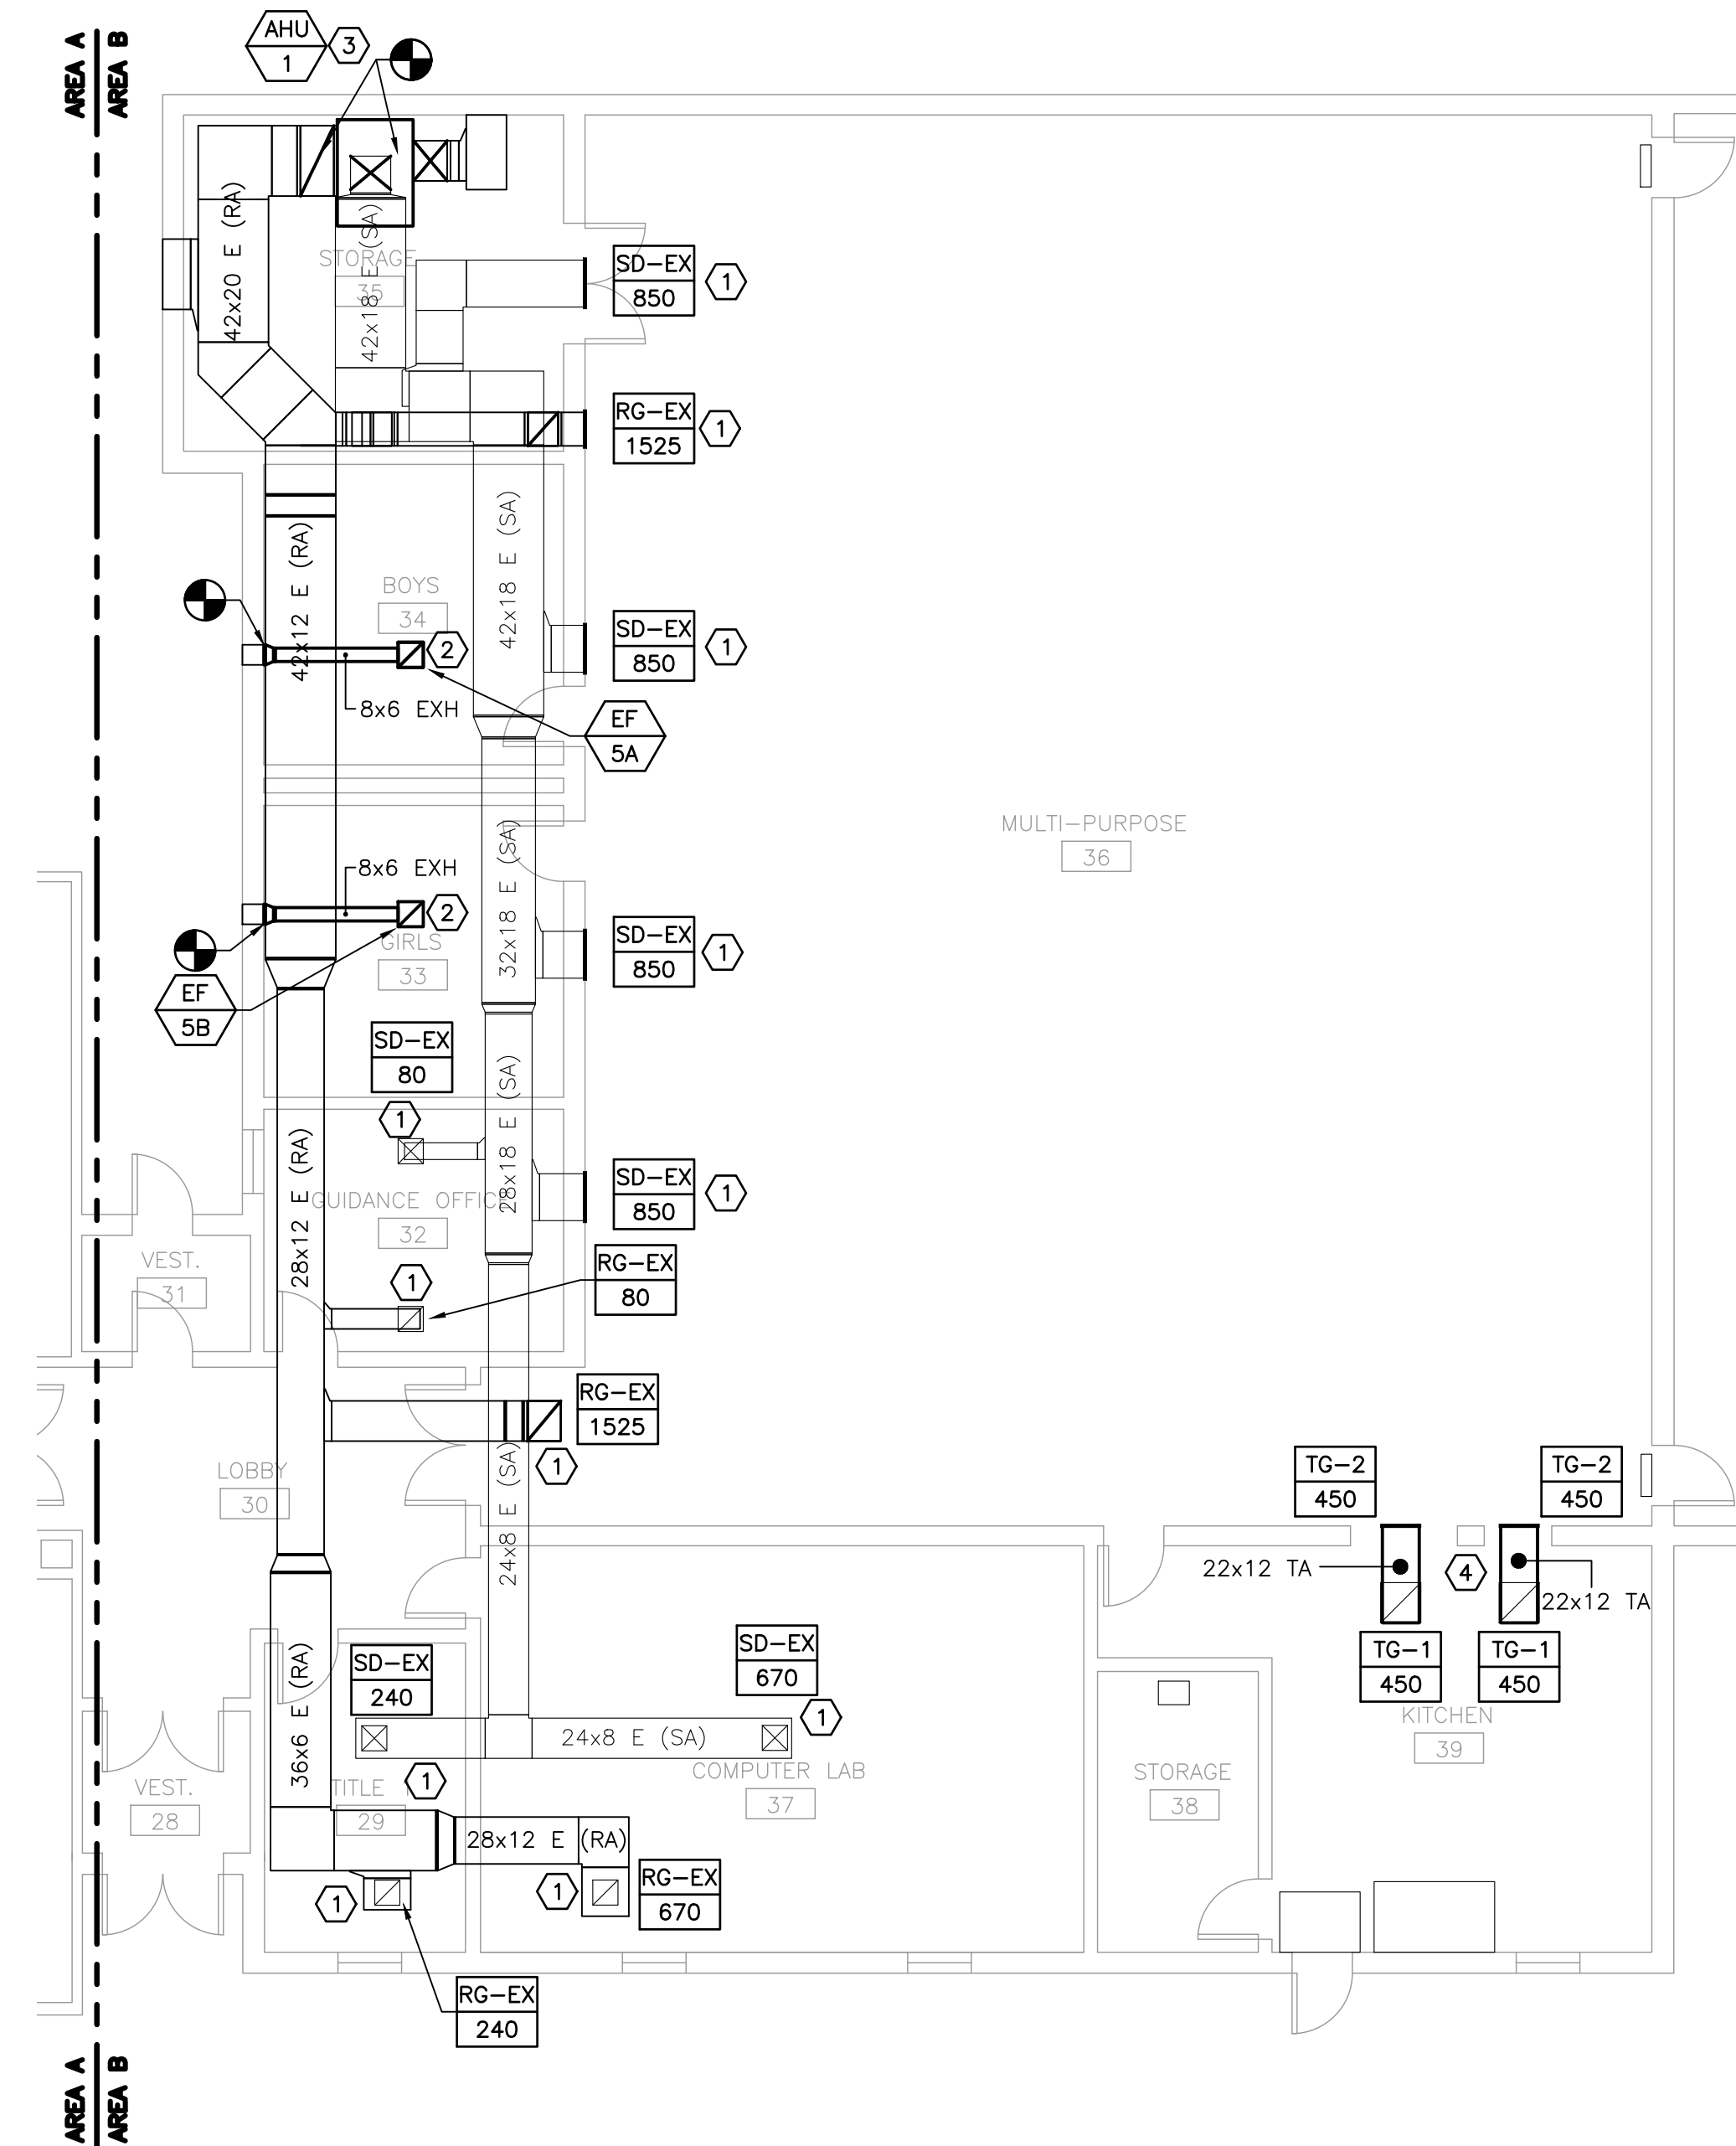 AREA A
AREA B
AHU
1
3
42x20 E (RA)
42x18 E (SA)
STORAGE
35
SD-EX
850
1
RG-EX
1525
1
42x12 E (RA)
42x18 E (SA)
BOYS
34
2
SD-EX
850
1
8x6 EXH
EF
5A
MULTI-PURPOSE
36
8x6 EXH
2
32x18 E (SA)
GIRLS
33
SD-EX
850
1
EF
5B
SD-EX
80
1
28x12 E (RA)
28x18 E (SA)
GUIDANCE OFFICE
32
SD-EX
850
1
VEST.
31
1
RG-EX
80
RG-EX
1525
1
LOBBY
30
24x8 E (SA)
TG-2
450
TG-2
450
22x12 TA
4
22x12 TA
TG-1
450
TG-1
450
KITCHEN
39
36x6 E (RA)
SD-EX
240
SD-EX
670
1
24x8 E (SA)
1
COMPUTER LAB
37
STORAGE
38
VEST.
28
TITLE
29
28x12 E (RA)
1
1
RG-EX
670
RG-EX
240
AREA A
AREA B